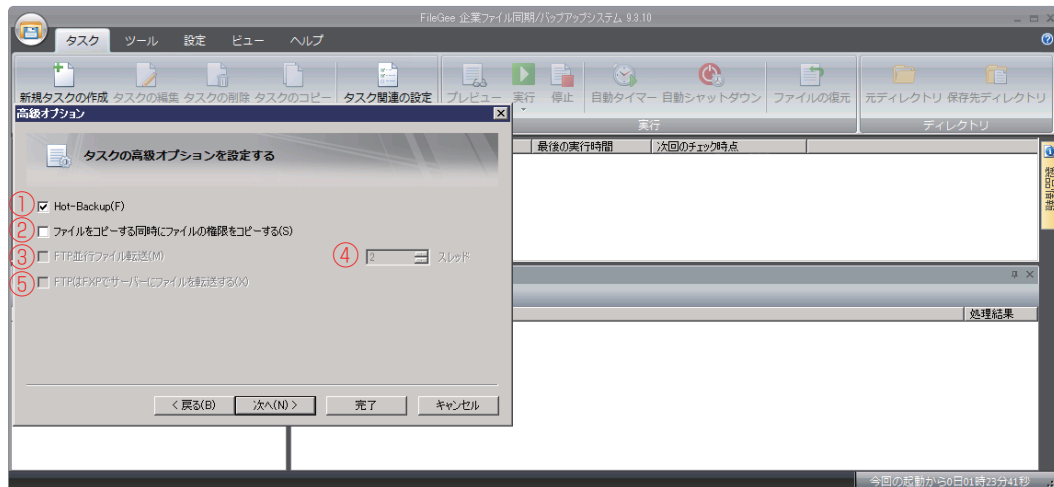 FileGee 企業ファイル同期/バップアップシステム 9.8.10
タスク ツール 設定 ビュー ヘルプ
新規タスクの作成 タスクの編集 タスクの削除 タスクのコピー タスク関連の設定 プレビュー 実行 停止 自動タイマー 自動シャットダウン ファイルの復元 元ディレクトリ 保存先ディレクトリ
実行 ディレクトリ
高級オプション
タスクの高級オプションを設定する
最後の実行時間 次回のチェック時点
製品情報
① Hot-Backup(F)
② ファイルをコピーする同時にファイルの権限をコピーする(S)
③ FTP並行ファイル転送(M) ④ 2 スレッド
⑤ FTPはFXPでサーバーにファイルを転送する(X)
処理結果
< 戻る(B) 次へ(N) > 完了 キャンセル
今回の起動から0日01時23分41秒